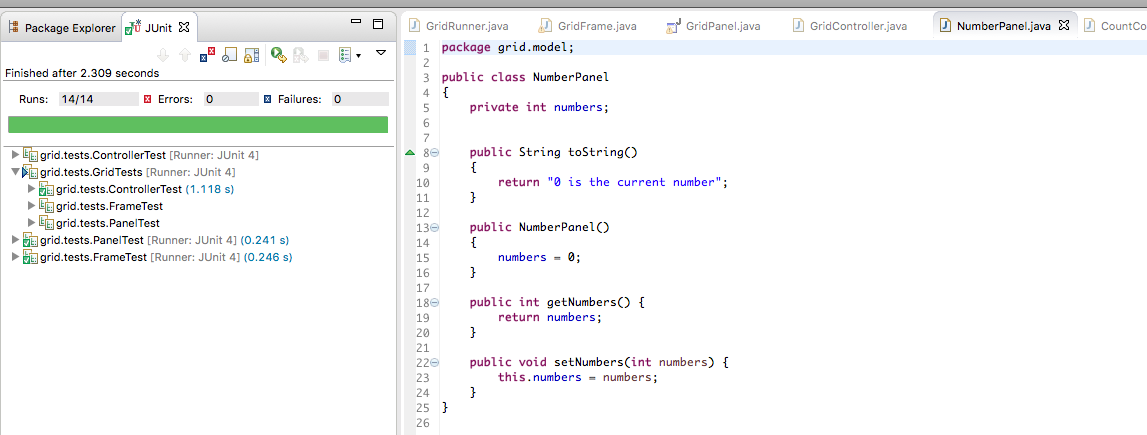 Package Explorer JUnit
Finished after 2.309 seconds
Runs: 14/14 Errors: 0 Failures: 0
grid.tests.ControllerTest [Runner: JUnit 4]
grid.tests.GridTests [Runner: JUnit 4]
grid.tests.ControllerTest (1.118 s)
grid.tests.FrameTest
grid.tests.PanelTest
grid.tests.PanelTest [Runner: JUnit 4] (0.241 s)
grid.tests.FrameTest [Runner: JUnit 4] (0.246 s)
GridRunner.java GridFrame.java GridPanel.java GridController.java NumberPanel.java CountCo
1 package grid.model;
2
3 public class NumberPanel
4 {
5     private int numbers;
6
7
8     public String toString()
9     {
10         return "0 is the current number";
11     }
12
13     public NumberPanel()
14     {
15         numbers = 0;
16     }
17
18     public int getNumbers() {
19         return numbers;
20     }
21
22     public void setNumbers(int numbers) {
23         this.numbers = numbers;
24     }
25 }
26